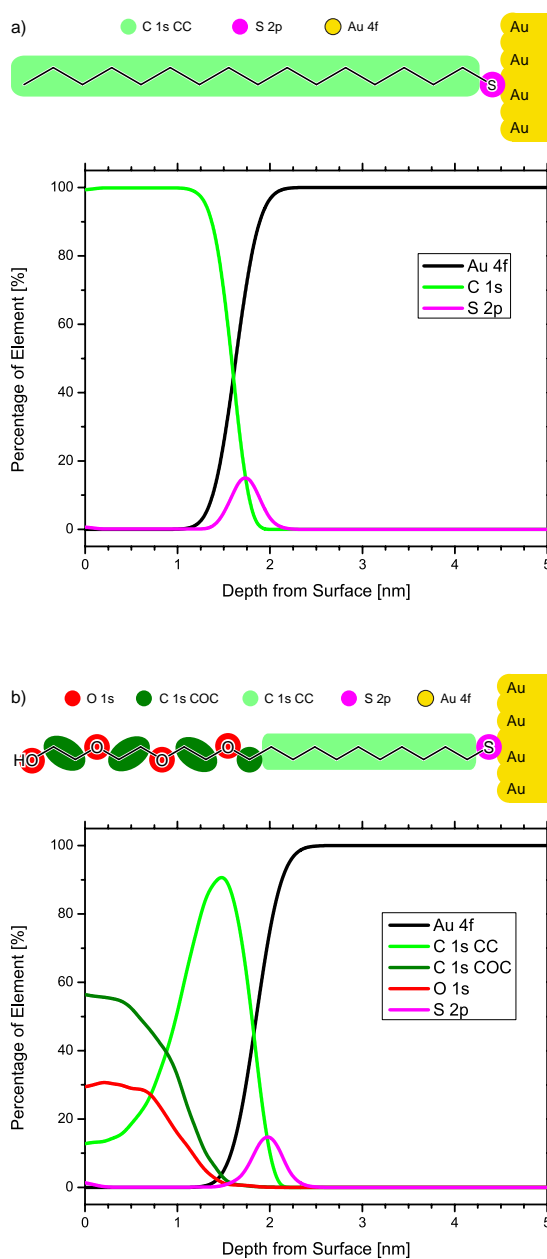 a)
C 1s CC S 2p Au 4f
Au
Au
S
Au
Au
100
80
60
40
20
0
Percentage of Element [%]
Au 4f
C 1s
S 2p
0 1 2 3 4 5
Depth from Surface [nm]
b)
O 1s C 1s COC C 1s CC S 2p Au 4f
Au
Au
HO O O O S Au
Au
100
80
60
40
20
0
Percentage of Element [%]
Au 4f
C 1s CC
C 1s COC
O 1s
S 2p
0 1 2 3 4 5
Depth from Surface [nm]